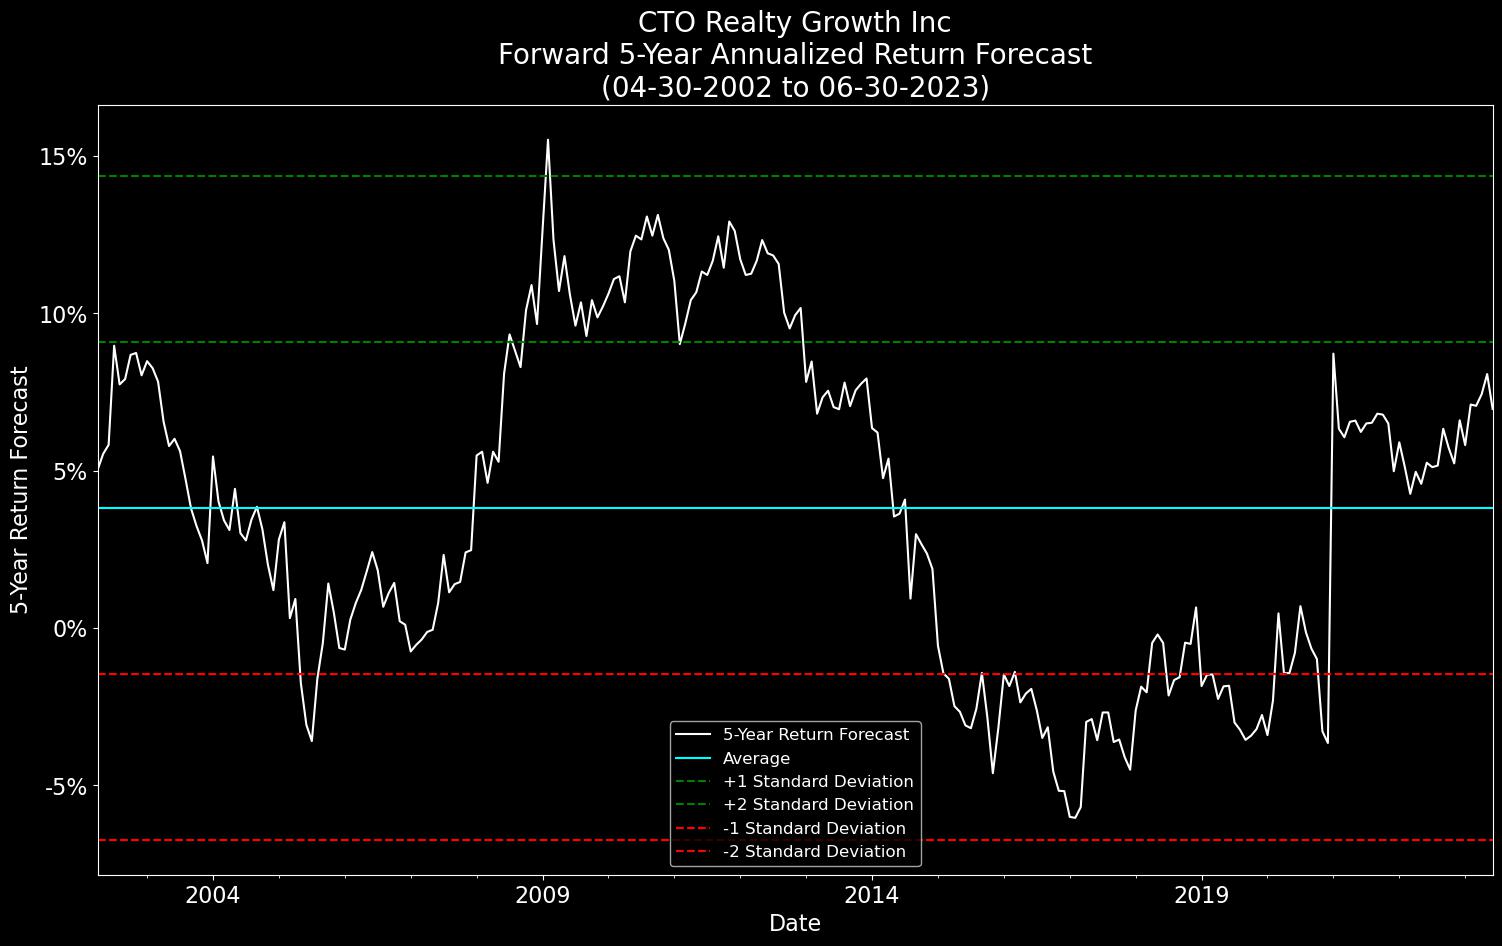 CTO Realty Growth Inc
Forward 5-Year Annualized Return Forecast
(04-30-2002 to 06-30-2023)
15%
10%
5%
0%
-5%
5-Year Return Forecast
5-Year Return Forecast
Average
+1 Standard Deviation
+2 Standard Deviation
-1 Standard Deviation
-2 Standard Deviation
2004 2009 2014 2019
Date